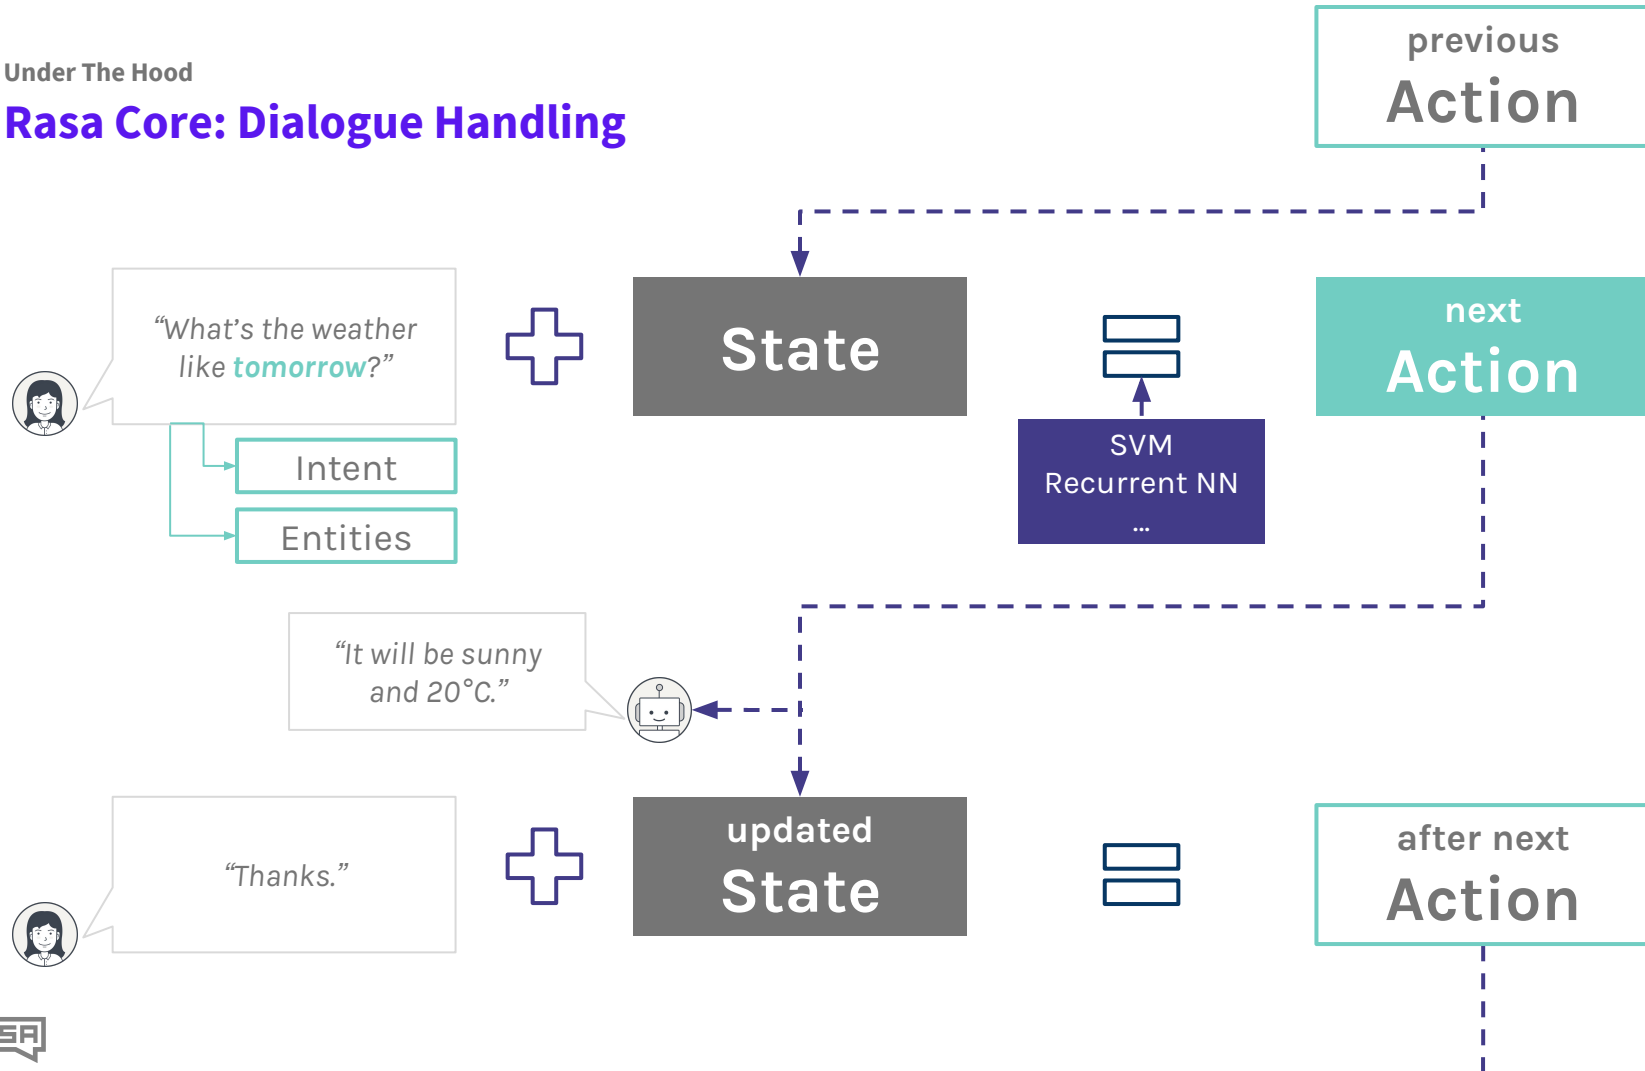 Under The Hood
Rasa Core: Dialogue Handling
previous
Action
“What’s the weather
like tomorrow?”
State
next
Action
Intent
Entities
SVM
Recurrent NN
...
“It will be sunny
and 20°C.”
“Thanks.”
updated
State
after next
Action
SA